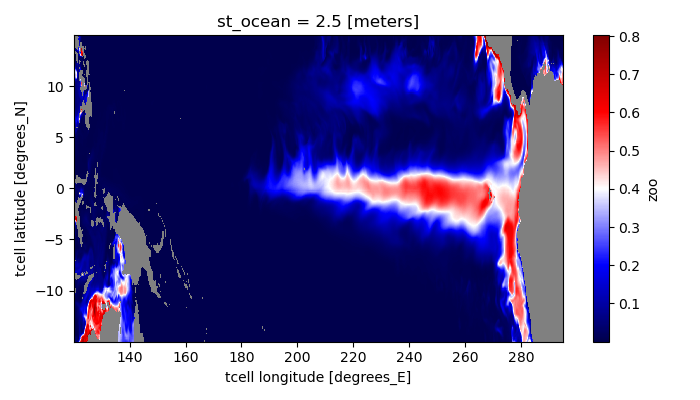 st_ocean = 2.5 [meters]
10
5
0
−5
−10
tcell latitude [degrees_N]
140 160 180 200 220 240 260 280
tcell longitude [degrees_E]
0.8
0.7
0.6
0.5
0.4
0.3
0.2
0.1
zoo